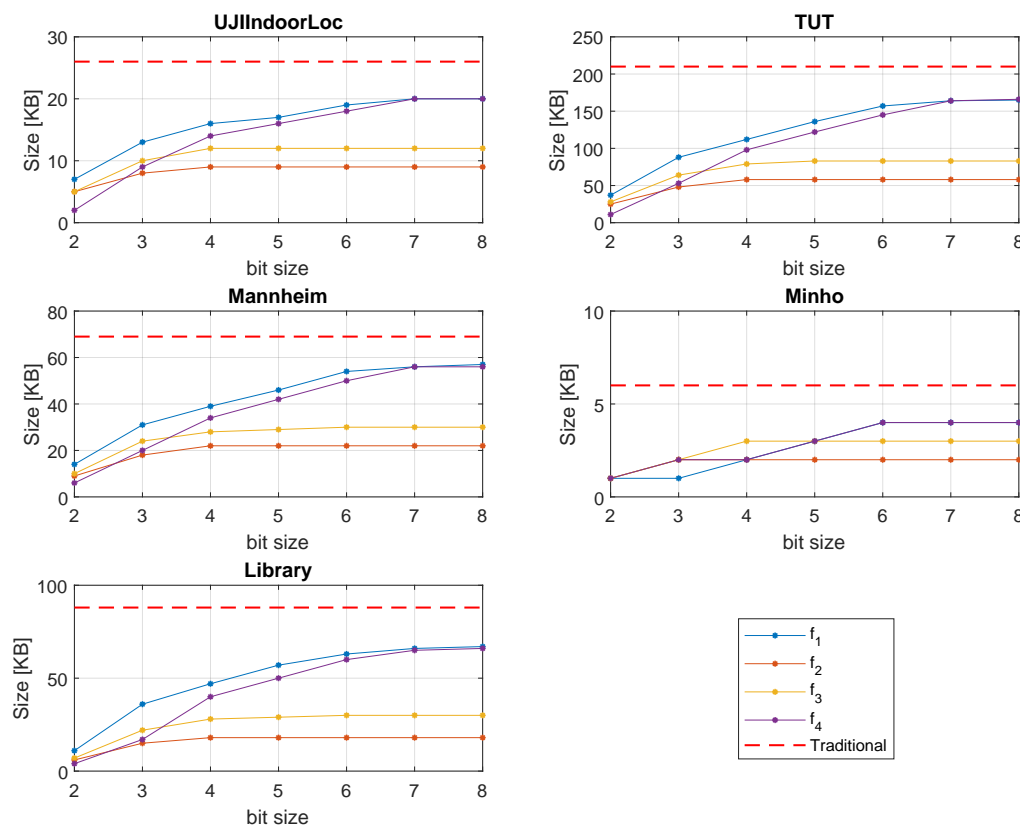 UJIIndoorLoc
30
20
10
0
Size [KB]
2 3 4 5 6 7 8
bit size
TUT
250
200
150
100
50
0
Size [KB]
2 3 4 5 6 7 8
bit size
Mannheim
80
60
40
20
0
Size [KB]
2 3 4 5 6 7 8
bit size
Minho
10
5
0
Size [KB]
2 3 4 5 6 7 8
bit size
Library
100
50
0
Size [KB]
2 3 4 5 6 7 8
bit size
f1
f2
f3
f4
Traditional